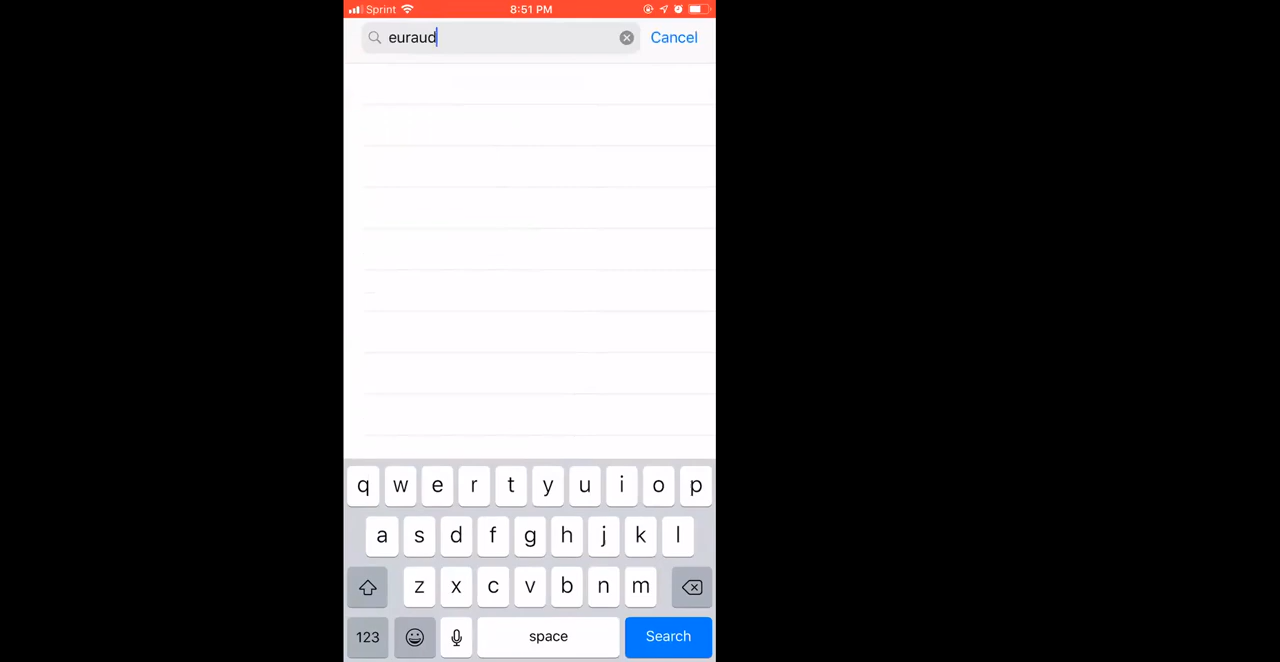 Sprint 8:51 PM
euraud Cancel
q w e r t y u i o p
a s d f g h j k l
z x c v b n m
123 space Search